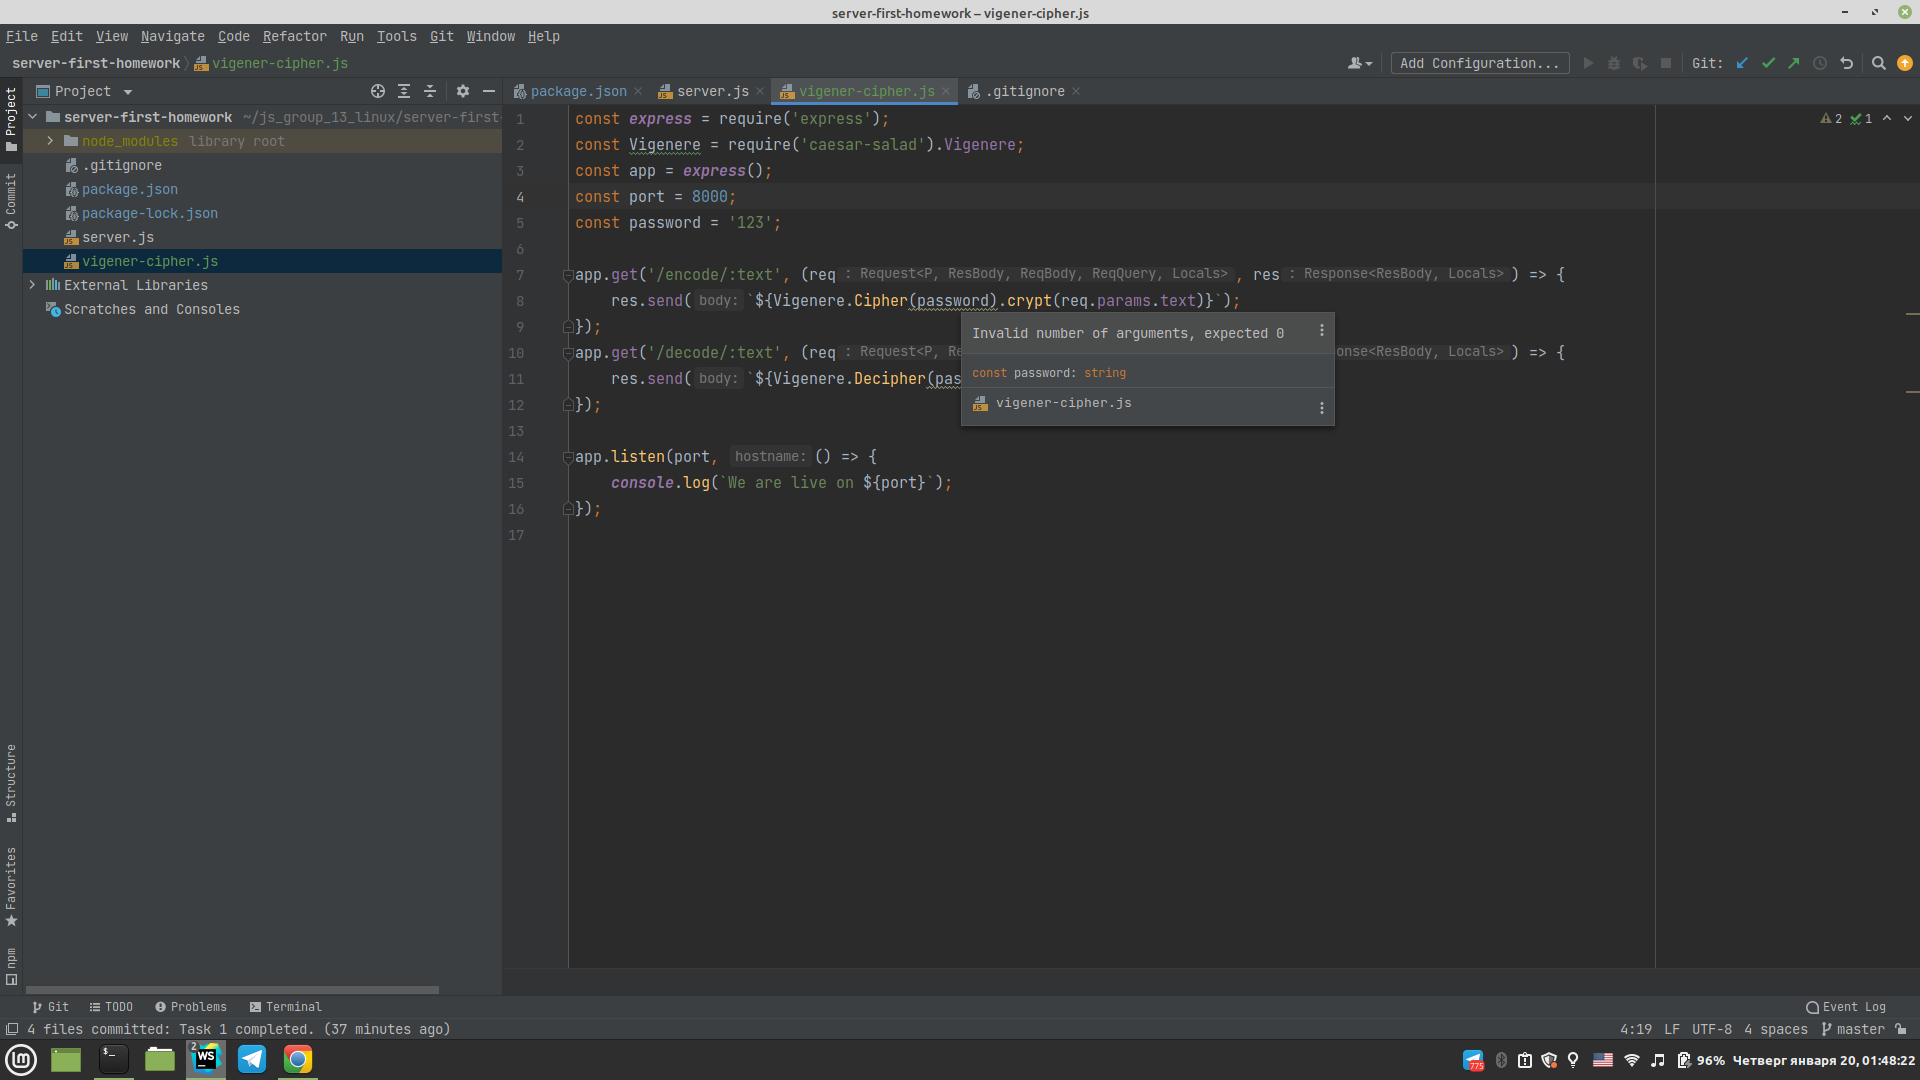 server-first-homework – vigener-cipher.js
File Edit View Navigate Code Refactor Run Tools Git Window Help
server-first-homework vigener-cipher.js
Add Configuration... Git:
Project
package.json server.js vigener-cipher.js .gitignore
Project
Commit
Structure
Favorites
npm
server-first-homework ~/js_group_13_linux/server-first-
node_modules library root
.gitignore
package.json
package-lock.json
server.js
vigener-cipher.js
External Libraries
Scratches and Consoles
2 1
1 const express = require('express');
2 const Vigenere = require('caesar-salad').Vigenere;
3 const app = express();
4 const port = 8000;
5 const password = '123';
6
7 app.get('/encode/:text', (req : Request<P, ResBody, ReqBody, ReqQuery, Locals> , res : Response<ResBody, Locals> ) => {
8 res.send( body: `${Vigenere.Cipher(password).crypt(req.params.text)}`);
9 });
10 app.get('/decode/:text', (req : Request<P, Re onse<ResBody, Locals> ) => {
11 res.send( body: `${Vigenere.Decipher(pas
12 });
13
14 app.listen(port, hostname: () => {
15 console.log(`We are live on ${port}`);
16 });
17
Invalid number of arguments, expected 0
const password: string
vigener-cipher.js
Git TODO Problems Terminal Event Log
4 files committed: Task 1 completed. (37 minutes ago) 4:19 LF UTF-8 4 spaces master
2 WS 775 96% Четверг января 20, 01:48:22